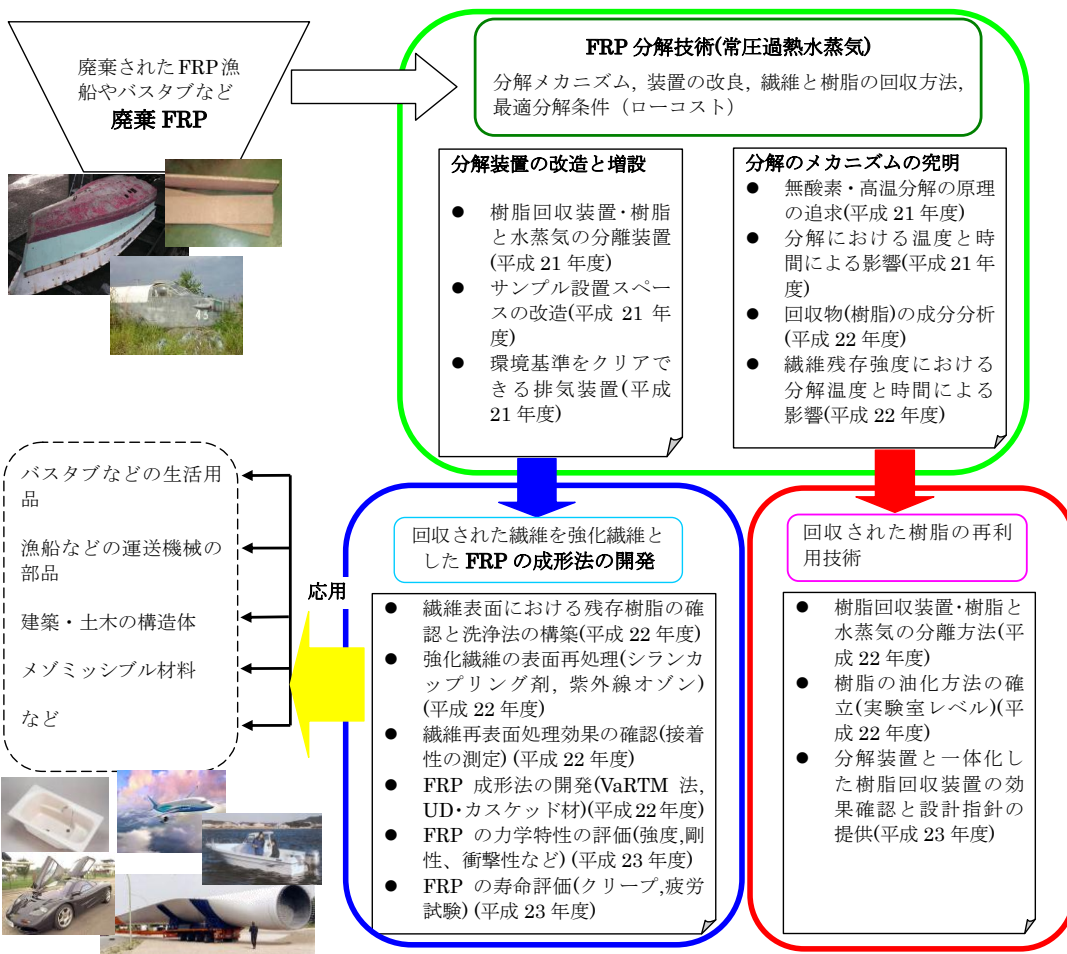 廃棄された FRP 漁
船やバスタブなど
廃棄 FRP
FRP 分解技術(常圧過熱水蒸気)
分解メカニズム, 装置の改良, 繊維と樹脂の回収方法,
最適分解条件（ローコスト）
分解装置の改造と増設
● 樹脂回収装置･樹脂
と水蒸気の分離装置
(平成 21 年度)
● サンプル設置スペー
スの改造(平成 21 年
度)
● 環境基準をクリアで
きる排気装置(平成
21 年度)
分解のメカニズムの究明
● 無酸素・高温分解の原理
の追求(平成 21 年度)
● 分解における温度と時
間による影響(平成 21 年
度)
● 回収物(樹脂)の成分分析
(平成 22 年度)
● 繊維残存強度における
分解温度と時間による
影響(平成 22 年度)
43
バスタブなどの生活用
品
漁船などの運送機械の
部品
建築・土木の構造体
メゾミッシブル材料
など
応用
回収された繊維を強化繊維と
した FRP の成形法の開発
● 繊維表面における残存樹脂の確
認と洗浄法の構築(平成 22 年度)
● 強化繊維の表面再処理(シランカ
ップリング剤, 紫外線オゾン)
(平成 22 年度)
● 繊維再表面処理効果の確認(接着
性の測定) (平成 22 年度)
● FRP 成形法の開発(VaRTM 法,
UD･カスケッド材)(平成22年度)
● FRP の力学特性の評価(強度,剛
性、衝撃性など) (平成 23 年度)
● FRP の寿命評価(クリープ,疲労
試験) (平成 23 年度)
回収された樹脂の再利
用技術
● 樹脂回収装置･樹脂と
水蒸気の分離方法(平
成 22 年度)
● 樹脂の油化方法の確
立(実験室レベル)(平
成 22 年度)
● 分解装置と一体化し
た樹脂回収装置の効
果確認と設計指針の
提供(平成 23 年度)